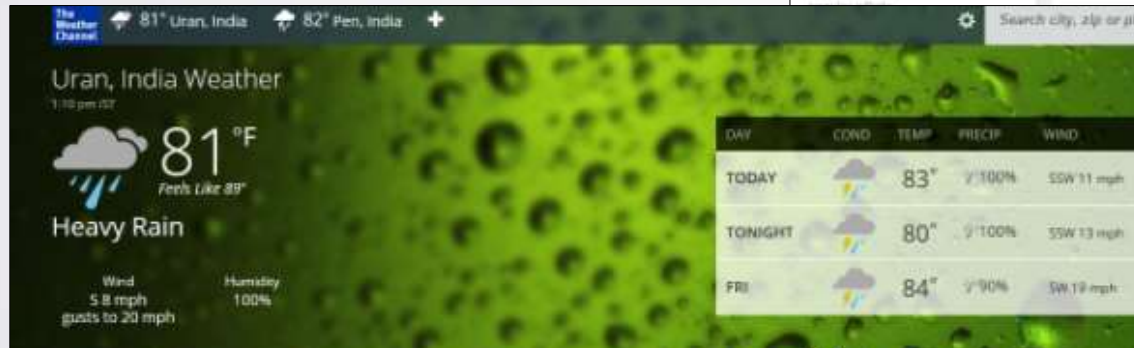 The
Weather
Channel
81° Uran, India
82° Pen, India
Search city, zip or
Uran, India Weather
1:10 pm IST
81 °F
Feels Like 89°
Heavy Rain
Wind
S 8 mph
gusts to 20 mph
Humidity
100%
DAY COND TEMP PRECIP WIND
TODAY 83° 100% SSW 11 mph
TONIGHT 80° 100% SSW 13 mph
FRI 84° 90% SW 19 mph